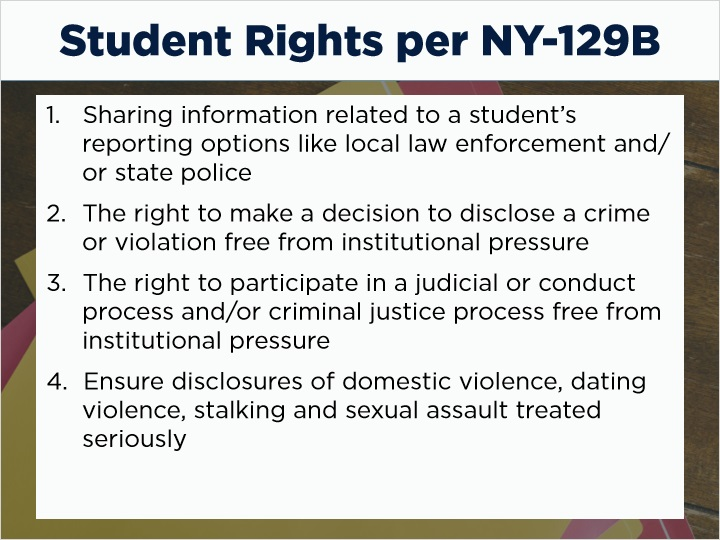 Student Rights per NY-129B
1. Sharing information related to a student’s
reporting options like local law enforcement and/
or state police
2. The right to make a decision to disclose a crime
or violation free from institutional pressure
3. The right to participate in a judicial or conduct
process and/or criminal justice process free from
institutional pressure
4. Ensure disclosures of domestic violence, dating
violence, stalking and sexual assault treated
seriously